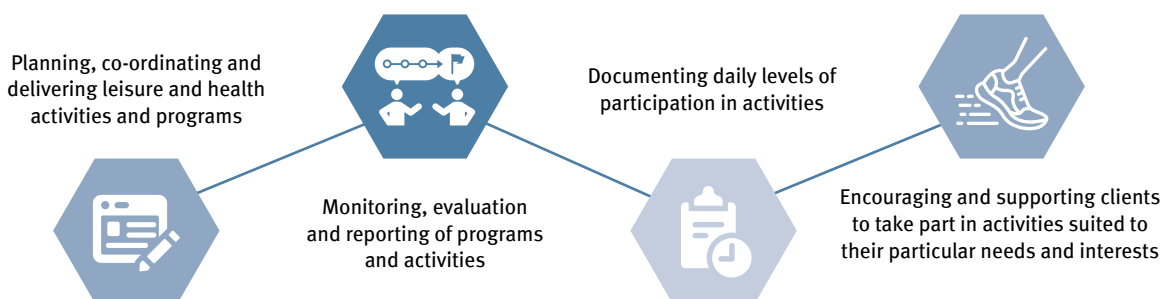 Planning, co-ordinating and
delivering leisure and health
activities and programs
Monitoring, evaluation
and reporting of programs
and activities
Documenting daily levels of
participation in activities
Encouraging and supporting clients
to take part in activities suited to
their particular needs and interests